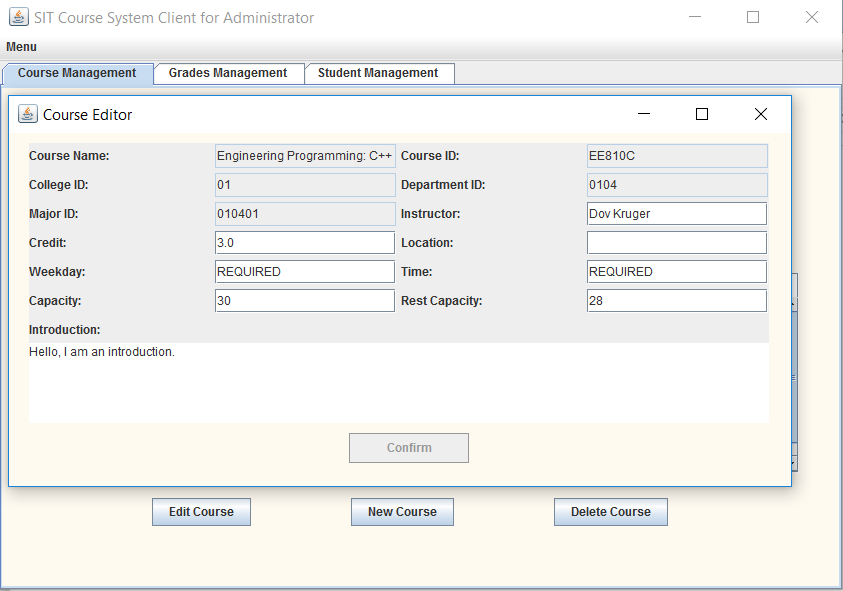 SIT Course System Client for Administrator
Menu
Course Management Grades Management Student Management
Course Editor
Course Name: Engineering Programming: C++ Course ID: EE810C
College ID: 01 Department ID: 0104
Major ID: 010401 Instructor: Dov Kruger
Credit: 3.0 Location:
Weekday: REQUIRED Time: REQUIRED
Capacity: 30 Rest Capacity: 28
Introduction:
Hello, I am an introduction.
Confirm
Edit Course New Course Delete Course